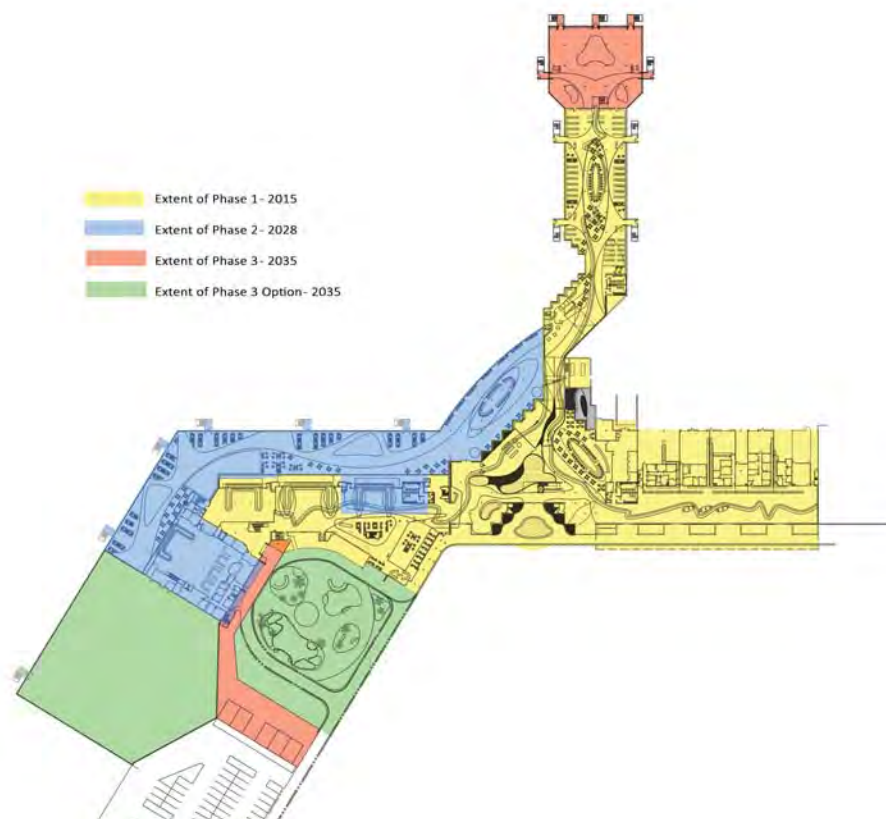 Extent of Phase 1- 2015
Extent of Phase 2- 2028
Extent of Phase 3- 2035
Extent of Phase 3 Option- 2035